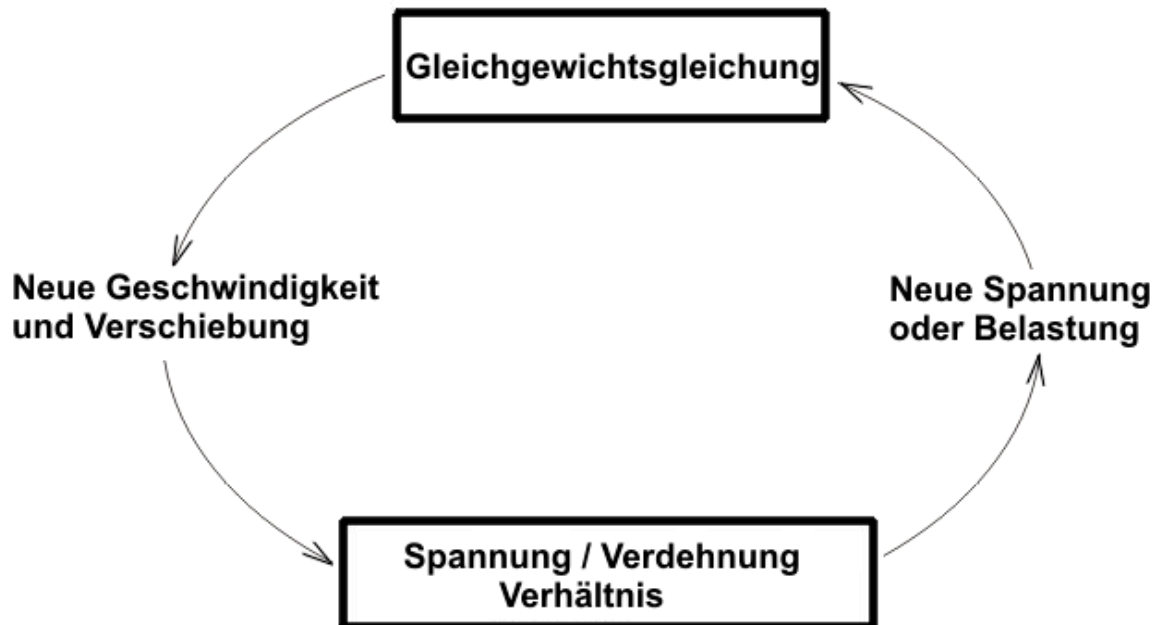 Gleichgewichtsgleichung
Neue Geschwindigkeit
und Verschiebung
Neue Spannung
oder Belastung
Spannung / Verdehnung
Verhältnis